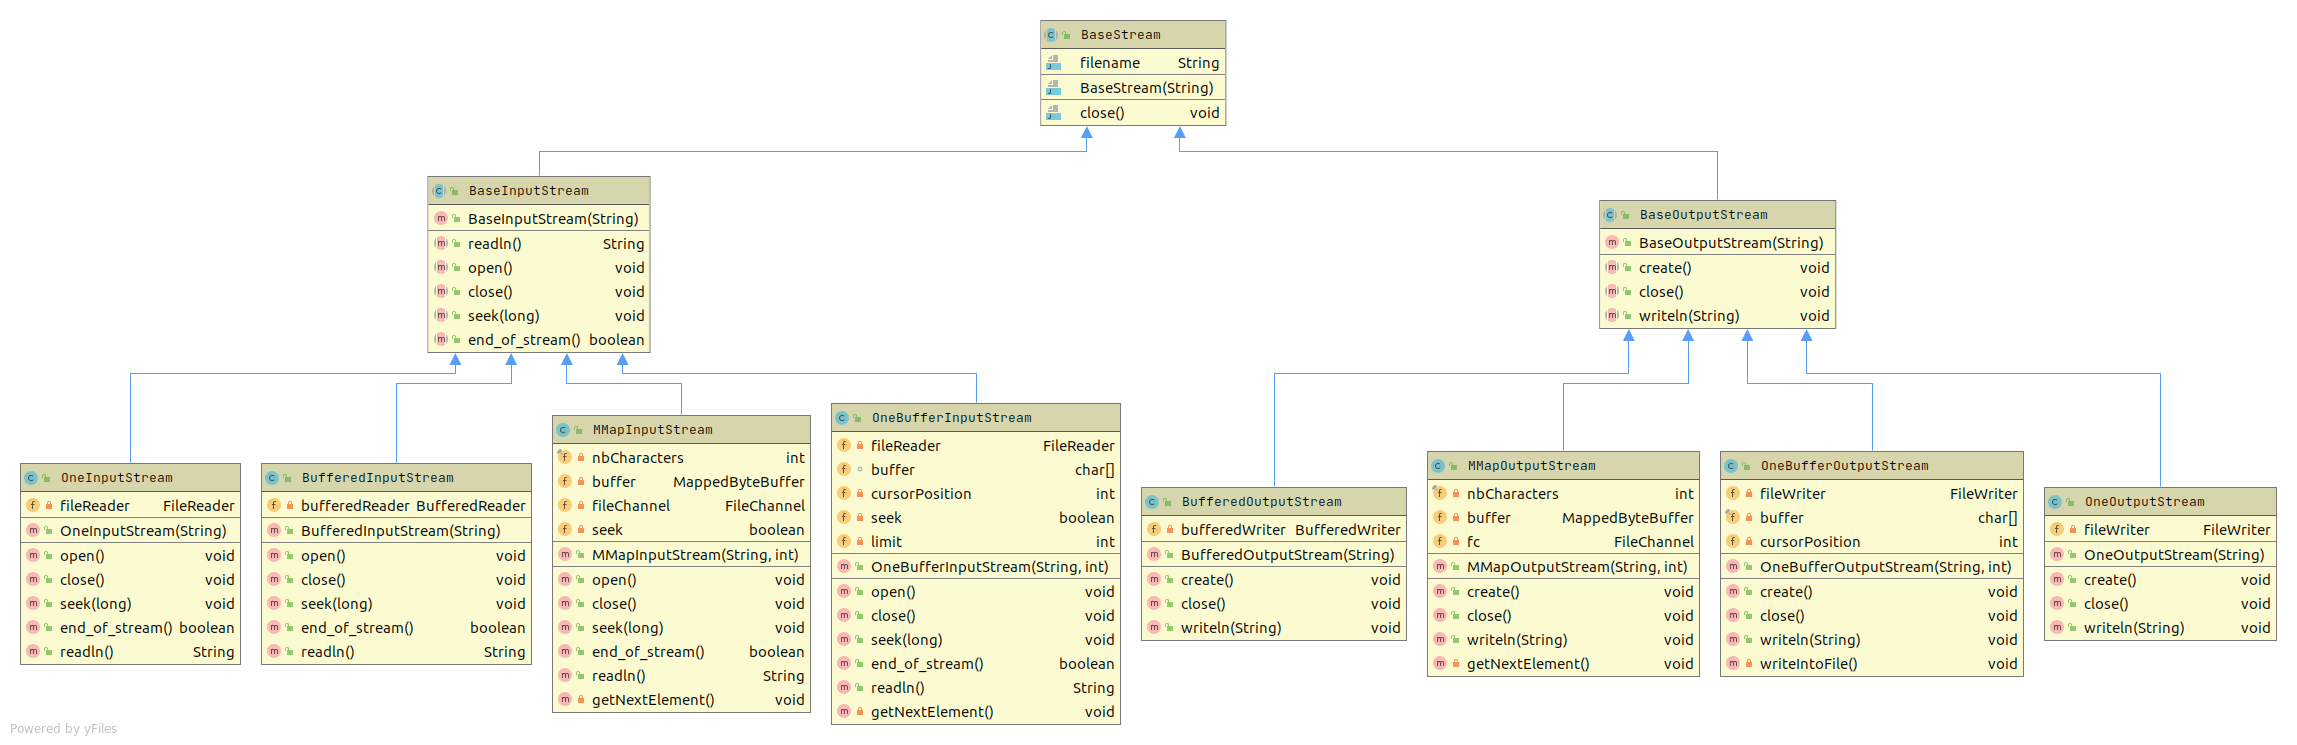 BaseStream
filename String
BaseStream(String)
close() void
BaseInputStream
BaseInputStream(String)
readln() String
open() void
close() void
seek(long) void
end_of_stream() boolean
BaseOutputStream
BaseOutputStream(String)
create() void
close() void
writeln(String) void
OneInputStream
fileReader FileReader
OneInputStream(String)
open() void
close() void
seek(long) void
end_of_stream() boolean
readln() String
BufferedInputStream
bufferedReader BufferedReader
BufferedInputStream(String)
open() void
close() void
seek(long) void
end_of_stream() boolean
readln() String
MMapInputStream
nbCharacters int
buffer MappedByteBuffer
fileChannel FileChannel
seek boolean
MMapInputStream(String, int)
open() void
close() void
seek(long) void
end_of_stream() boolean
readln() String
getNextElement() void
OneBufferInputStream
fileReader FileReader
buffer char[]
cursorPosition int
seek boolean
limit int
OneBufferInputStream(String, int)
open() void
close() void
seek(long) void
end_of_stream() boolean
readln() String
getNextElement() void
BufferedOutputStream
bufferedWriter BufferedWriter
BufferedOutputStream(String)
create() void
close() void
writeln(String) void
MMapOutputStream
nbCharacters int
buffer MappedByteBuffer
fc FileChannel
MMapOutputStream(String, int)
create() void
close() void
writeln(String) void
getNextElement() void
OneBufferOutputStream
fileWriter FileWriter
buffer char[]
cursorPosition int
OneBufferOutputStream(String, int)
create() void
close() void
writeln(String) void
writeIntoFile() void
OneOutputStream
fileWriter FileWriter
OneOutputStream(String)
create() void
close() void
writeln(String) void
Powered by yFiles